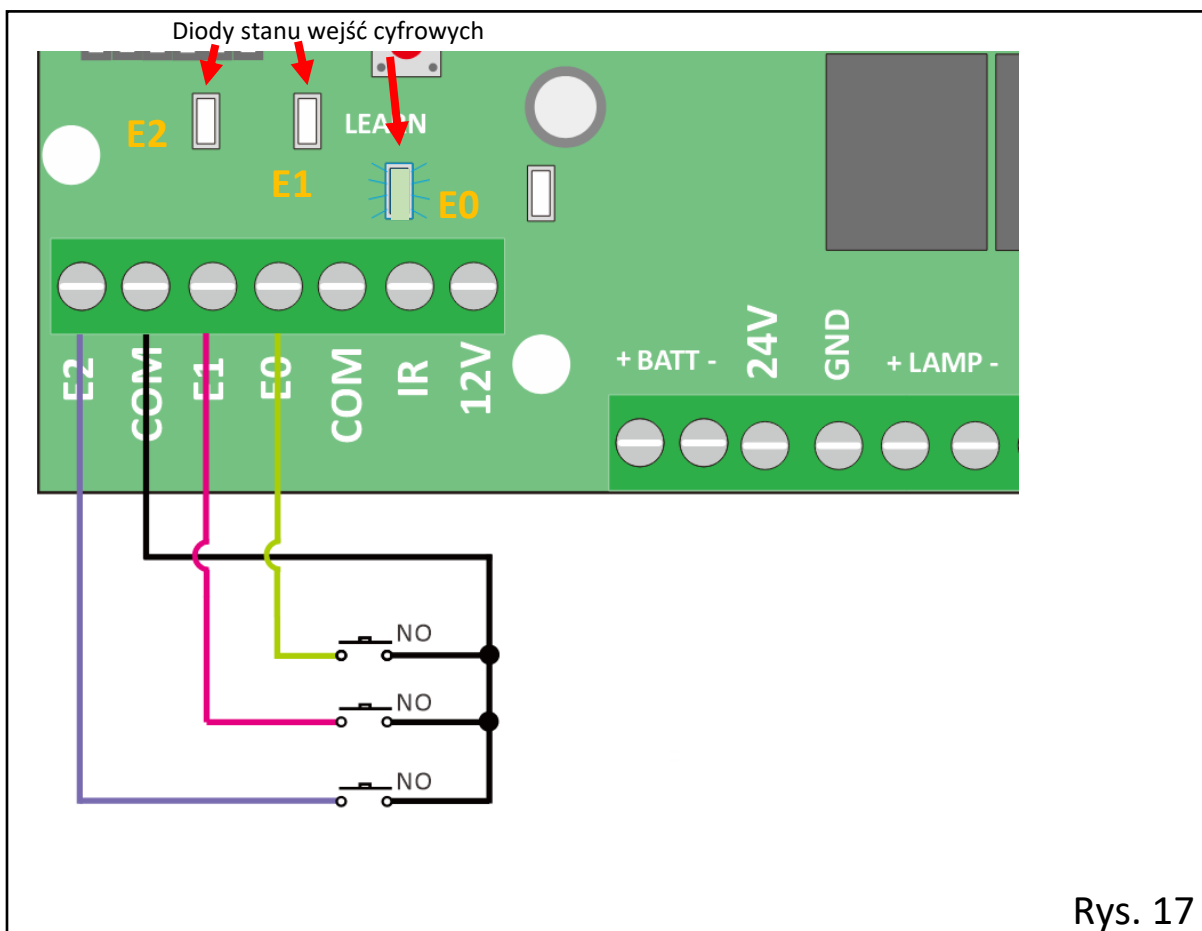 Diody stanu wejść cyfrowych
LEARN
E2
E1
E0
E2
COM
E1
E0
COM
IR
12V
+ BATT -
24V
GND
+ LAMP -
NO
NO
NO
Rys. 17